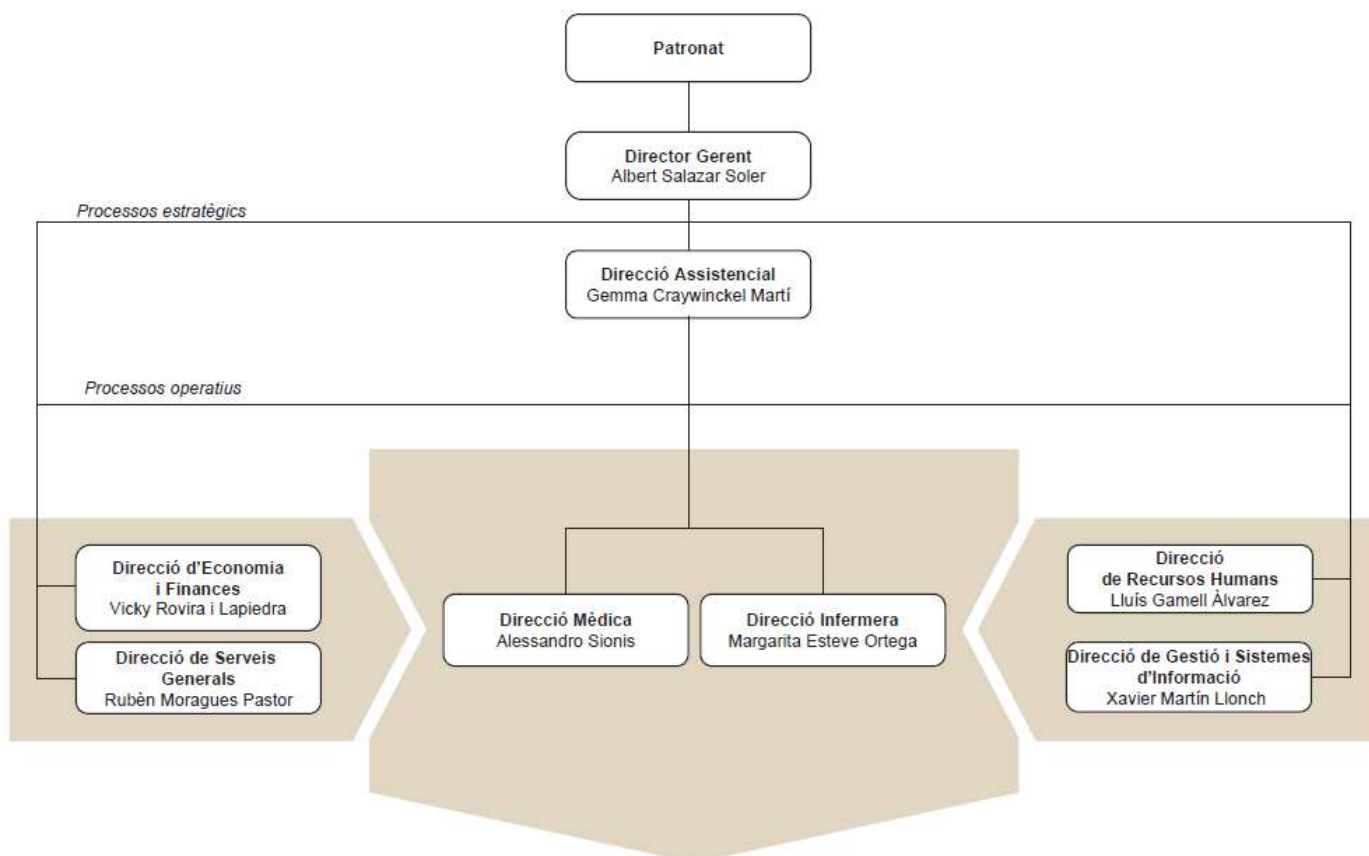 Patronat
Director Gerent
Albert Salazar Soler
Processos estratègics
Direcció Assistencial
Gemma Craywinckel Martí
Processos operatius
Direcció d'Economia
i Finances
Vicky Rovira i Lapiedra
Direcció de Serveis
Generals
Rubèn Moragues Pastor
Direcció Mèdica
Alessandro Sionis
Direcció Infermera
Margarita Esteve Ortega
Direcció
de Recursos Humans
Lluís Gamell Àlvarez
Direcció de Gestió i Sistemes
d'Informació
Xavier Martín Llonch